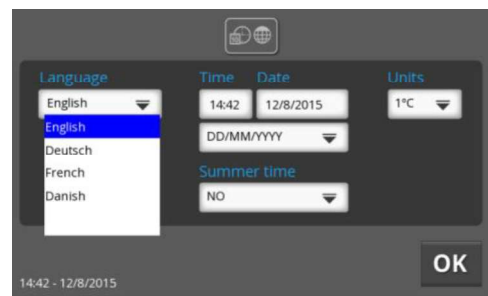 Language
English
English
Deutsch
French
Danish
Time Date
14:42 12/8/2015
DD/MM/YYYY
Summer time
NO
Units
1°C
OK
14:42 - 12/8/2015